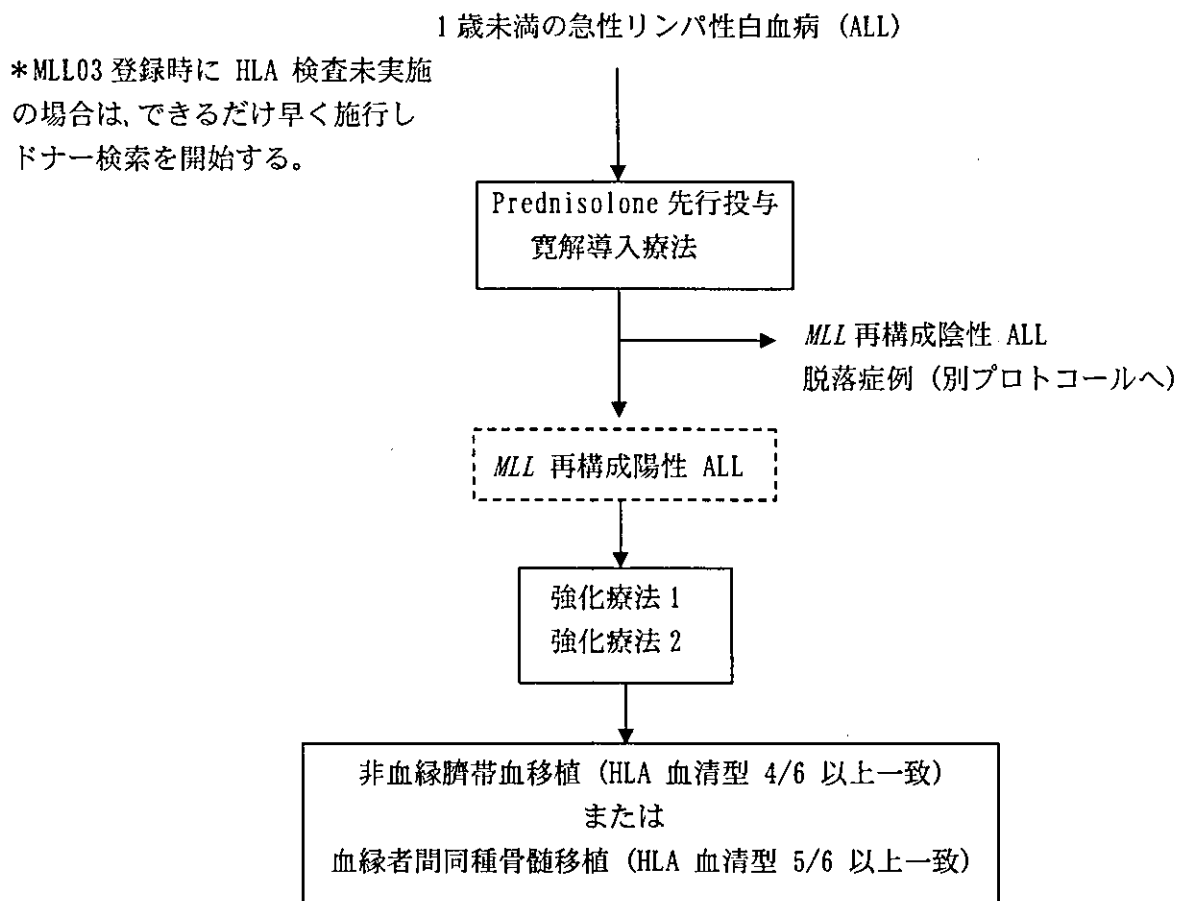 1歳未満の急性リンパ性白血病 (ALL)
*MLL03登録時に HLA 検査未実施
の場合は、できるだけ早く施行し
ドナー検索を開始する。
Prednisolone 先行投与
寛解導入療法
MLL 再構成陰性 ALL
脱落症例 (別プロトコールへ)
MLL 再構成陽性 ALL
強化療法 1
強化療法 2
非血縁臍帯血移植 (HLA 血清型 4/6 以上一致)
または
血縁者間同種骨髄移植 (HLA 血清型 5/6 以上一致)